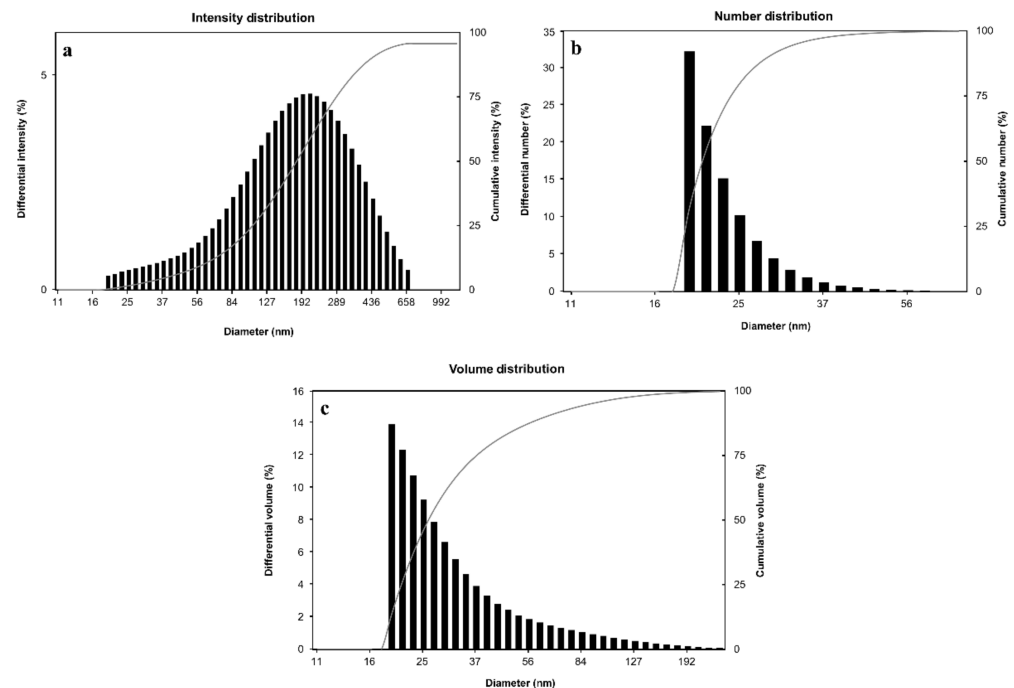 Intensity distribution
a
5
0
100
75
50
25
0
Differential intensity (%)
Cumulative intensity (%)
11 16 25 37 56 84 127 192 289 436 658 992
Diameter (nm)
Number distribution
b
35
30
25
20
15
10
5
0
100
75
50
25
0
Differential number (%)
Cumulative number (%)
11 16 25 37 56
Diameter (nm)
Volume distribution
c
16
14
12
10
8
6
4
2
0
100
75
50
25
0
Differential volume (%)
Cumulative volume (%)
11 16 25 37 56 84 127 192
Diameter (nm)